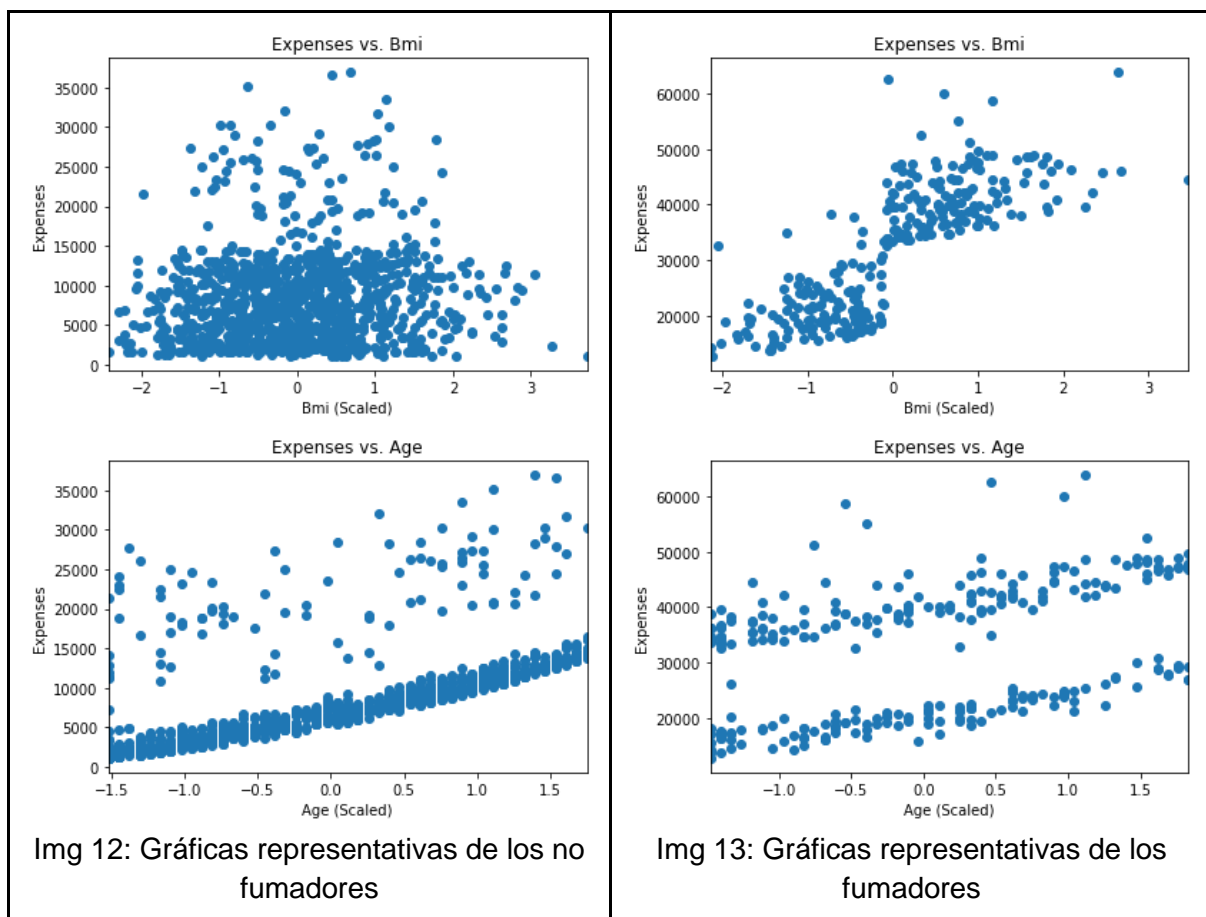 Expenses vs. Bmi
35000
30000
25000
20000
15000
10000
5000
0
Expenses
−2 −1 0 1 2 3
Bmi (Scaled)
Expenses vs. Age
35000
30000
25000
20000
15000
10000
5000
0
Expenses
−1.5 −1.0 −0.5 0.0 0.5 1.0 1.5
Age (Scaled)
Img 12: Gráficas representativas de los no
fumadores
Expenses vs. Bmi
60000
50000
40000
30000
20000
Expenses
−2 −1 0 1 2 3
Bmi (Scaled)
Expenses vs. Age
60000
50000
40000
30000
20000
Expenses
−1.0 −0.5 0.0 0.5 1.0 1.5
Age (Scaled)
Img 13: Gráficas representativas de los
fumadores